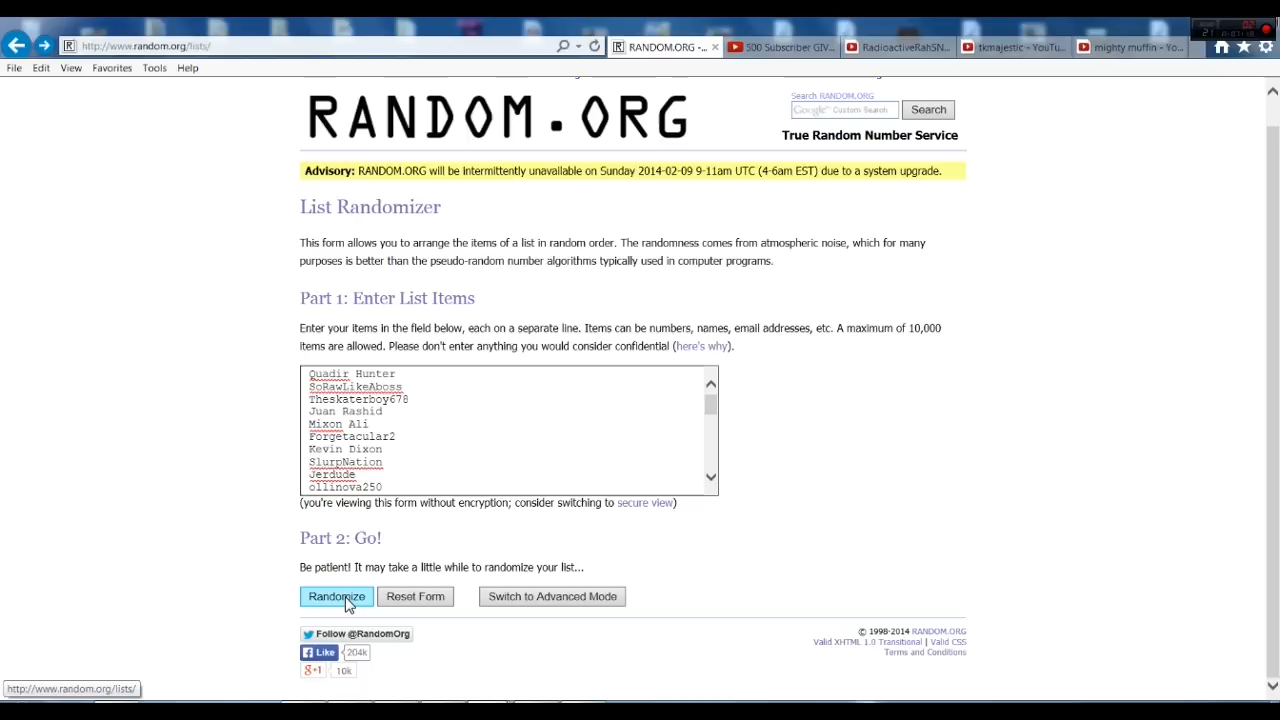 http://www.random.org/lists/
RANDOM.ORG -...
500 Subscriber GIV...
RadioactiveRahSN...
tkmajestic - YouTu...
mighty muffin - Yo...
File Edit View Favorites Tools Help
RANDOM.ORG
Search RANDOM.ORG
Google™ Custom Search
Search
True Random Number Service
Advisory: RANDOM.ORG will be intermittently unavailable on Sunday 2014-02-09 9-11am UTC (4-6am EST) due to a system upgrade.
List Randomizer
This form allows you to arrange the items of a list in random order. The randomness comes from atmospheric noise, which for many
purposes is better than the pseudo-random number algorithms typically used in computer programs.
Part 1: Enter List Items
Enter your items in the field below, each on a separate line. Items can be numbers, names, email addresses, etc. A maximum of 10,000
items are allowed. Please don't enter anything you would consider confidential (here's why).
Quadir Hunter
SoRawLikeAboss
Theskaterboy678
Juan Rashid
Mixon Ali
Forgetacular2
Kevin Dixon
SlurpNation
Jerdude
ollinova250
(you're viewing this form without encryption; consider switching to secure view)
Part 2: Go!
Be patient! It may take a little while to randomize your list...
Randomize Reset Form Switch to Advanced Mode
Follow @RandomOrg
Like 204k
g+1 10k
© 1998-2014 RANDOM.ORG
Valid XHTML 1.0 Transitional | Valid CSS
Terms and Conditions
http://www.random.org/lists/